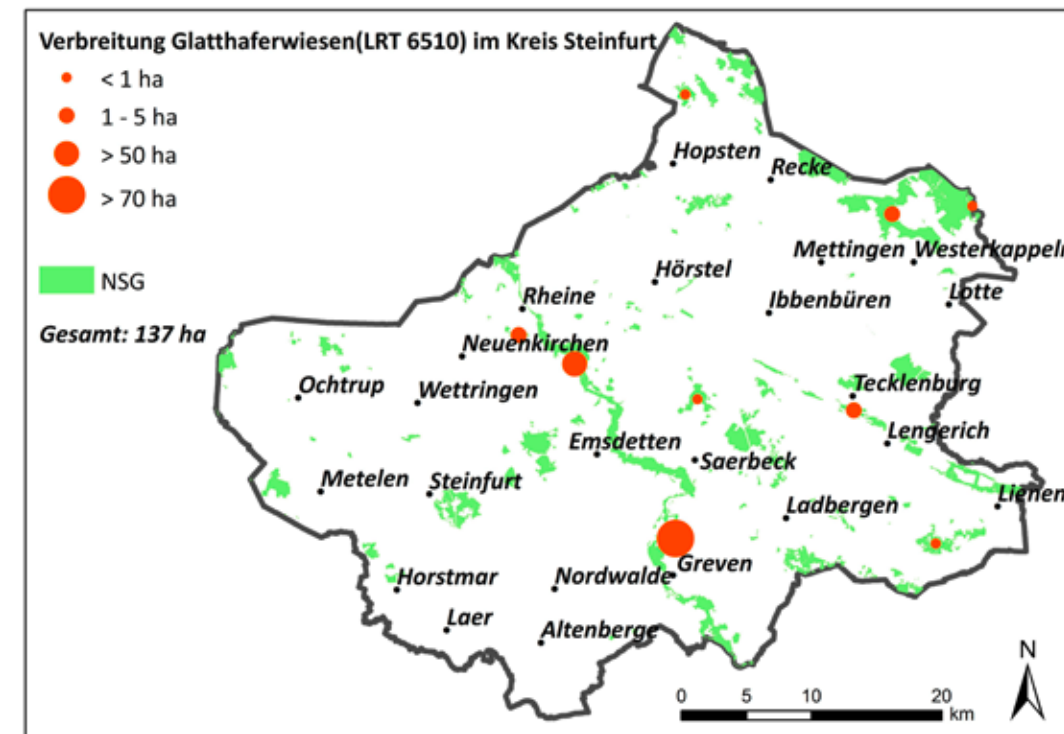 Verbreitung Glatthaferwiesen(LRT 6510) im Kreis Steinfurt
< 1 ha
1 - 5 ha
> 50 ha
> 70 ha
NSG
Gesamt: 137 ha
Hopsten
Recke
Mettingen
Westerkappeln
Hörstel
Rheine
Ibbenbüren
Lotte
Neuenkirchen
Ochtrup
Wettringen
Tecklenburg
Lengerich
Emsdetten
Saerbeck
Metelen
Steinfurt
Lienen
Ladbergen
Greven
Horstmar
Nordwalde
Laer
Altenberge
N
0 5 10 20
km